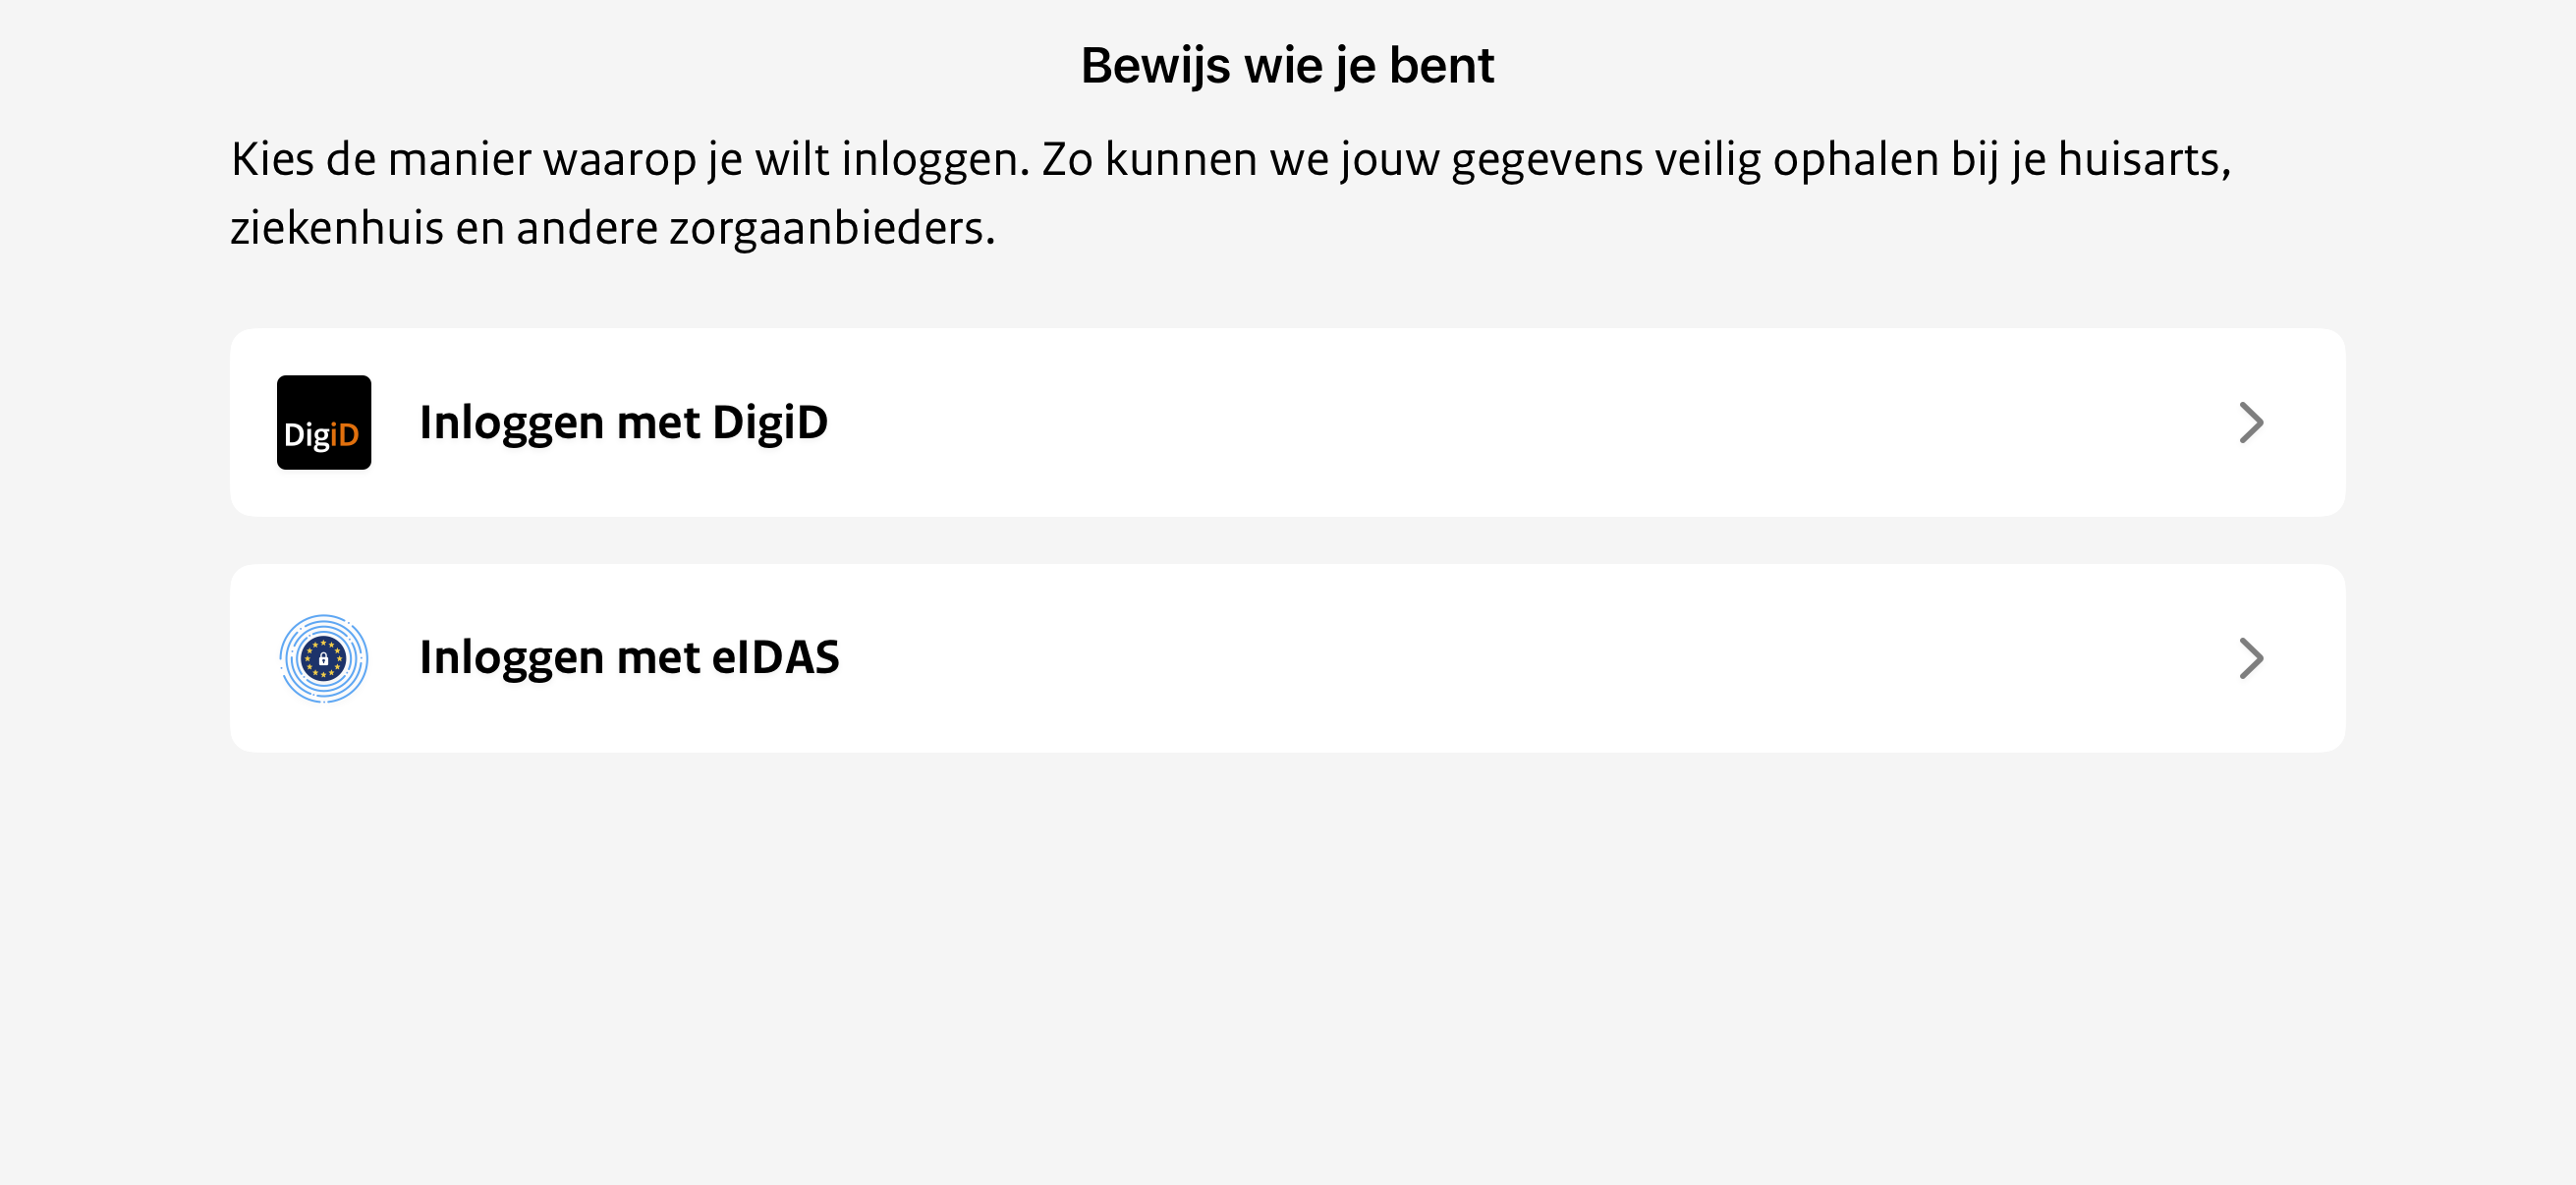 Bewijs wie je bent
Kies de manier waarop je wilt inloggen. Zo kunnen we jouw gegevens veilig ophalen bij je huisarts,
ziekenhuis en andere zorgaanbieders.
DigiD
Inloggen met DigiD
Inloggen met eIDAS